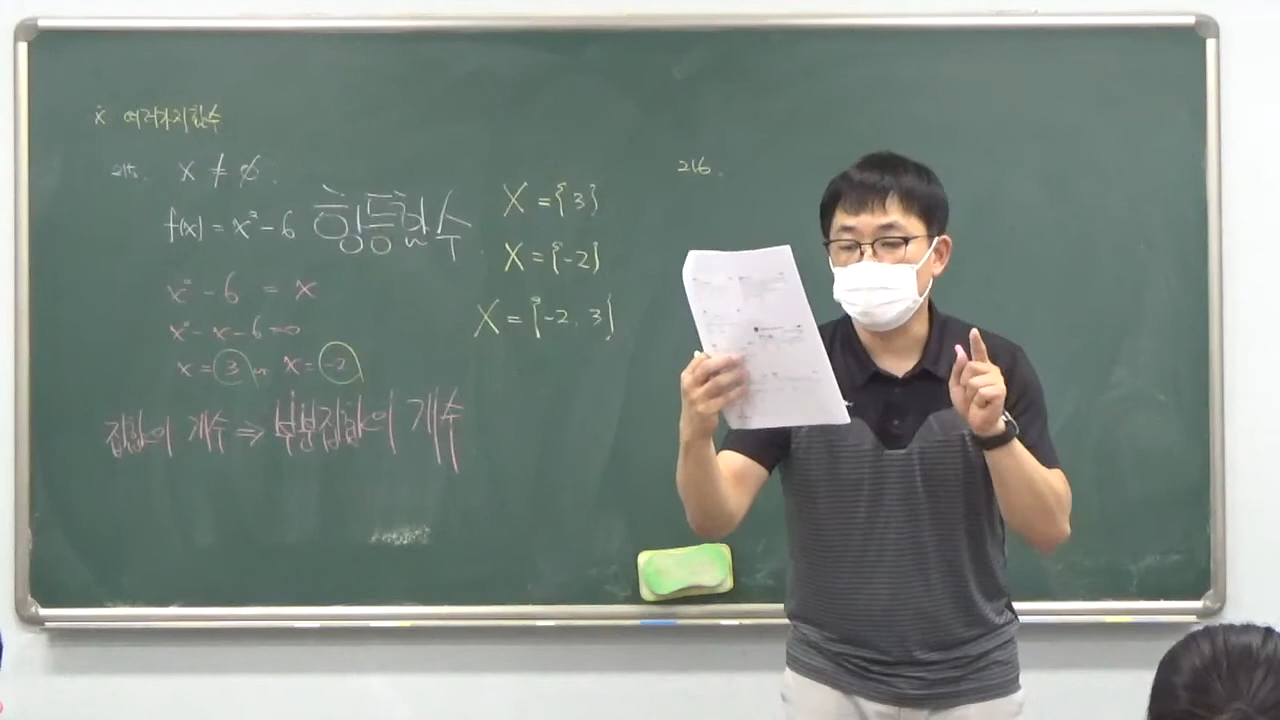 ※ 여러가지함수
215. X ≠ ∅.
f(x) = x² - 6 항등함수
x² - 6 = x
x² - x - 6 = 0
x = 3 or x = -2
집합의 개수 ⇒ 부분집합의 개수
X = {3}
X = {-2}
X = {-2, 3}
216.